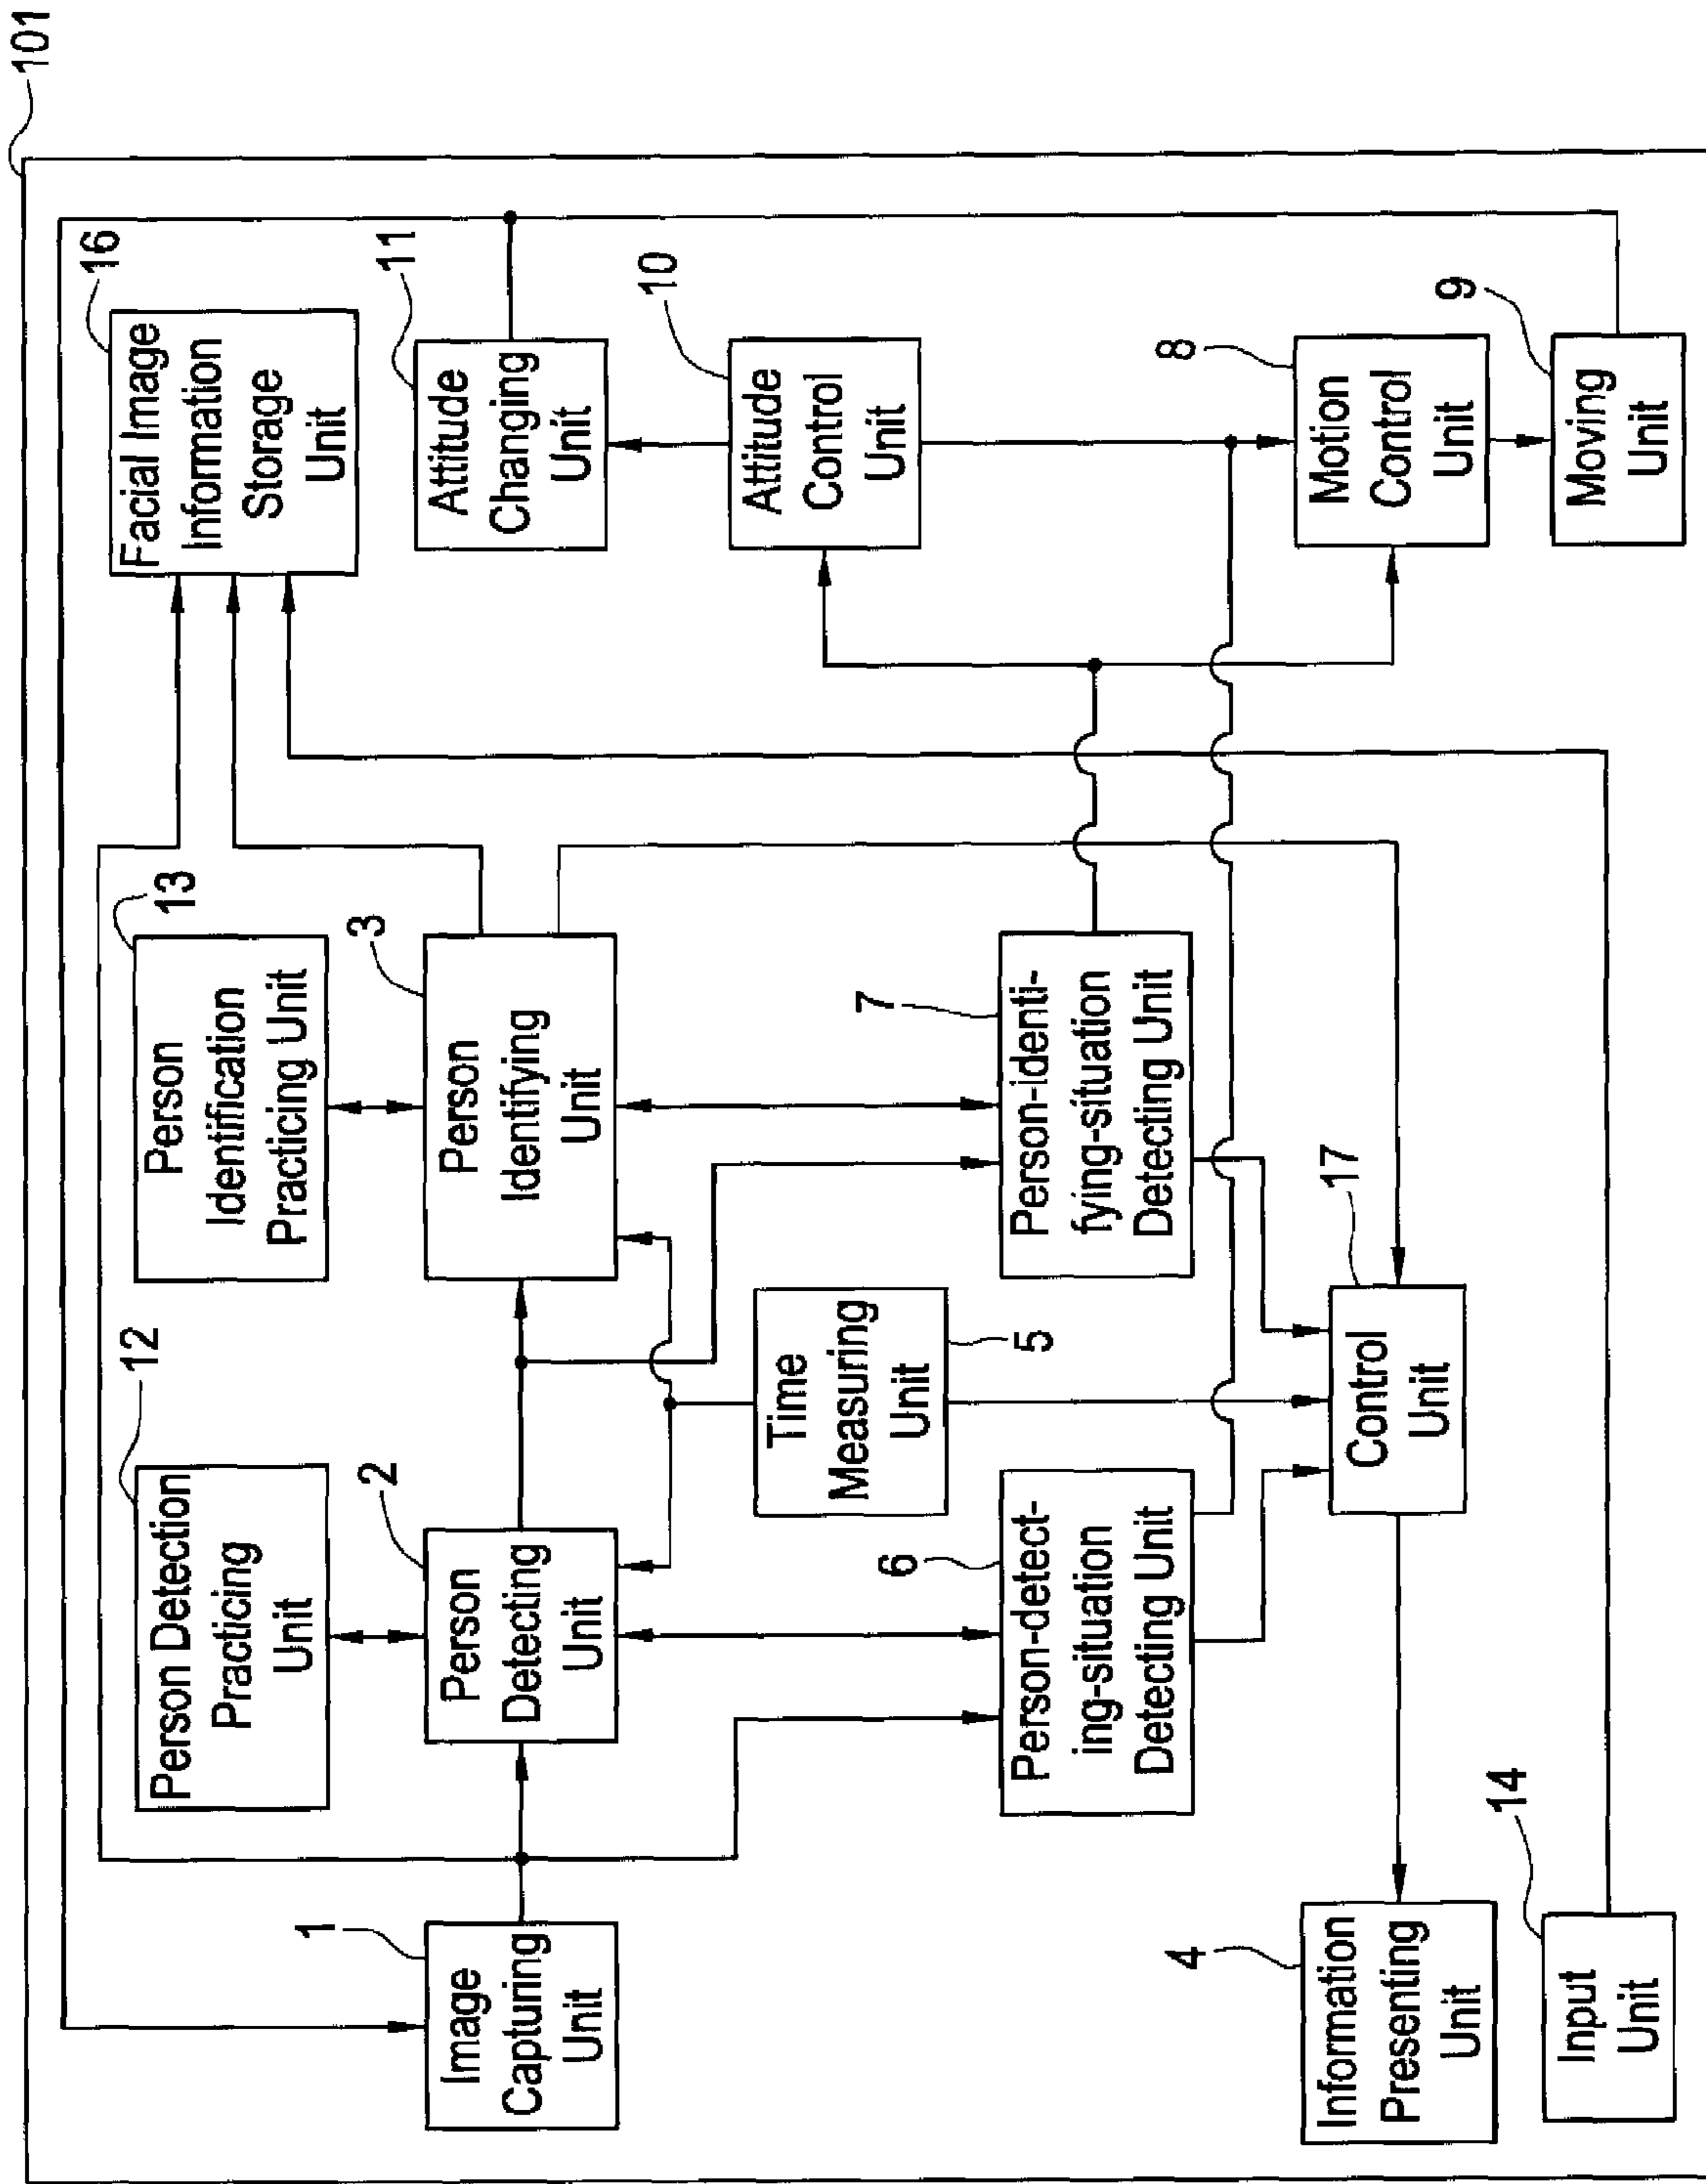 101
12
Person Detection
Practicing
Unit
13
Person
Identification
Practicing Unit
16
Facial Image
Information
Storage
Unit
1
Image
Capturing
Unit
2
Person
Detecting
Unit
3
Person
Identifying
Unit
11
Attitude
Changing
Unit
Time
Measuring
Unit
5
10
Attitude
Control
Unit
6
Person-detect-
ing-situation
Detecting Unit
7
Person-identi-
fying-situation
Detecting Unit
4
Information
Presenting
Unit
17
Control
Unit
8
Motion
Control
Unit
14
Input
Unit
9
Moving
Unit